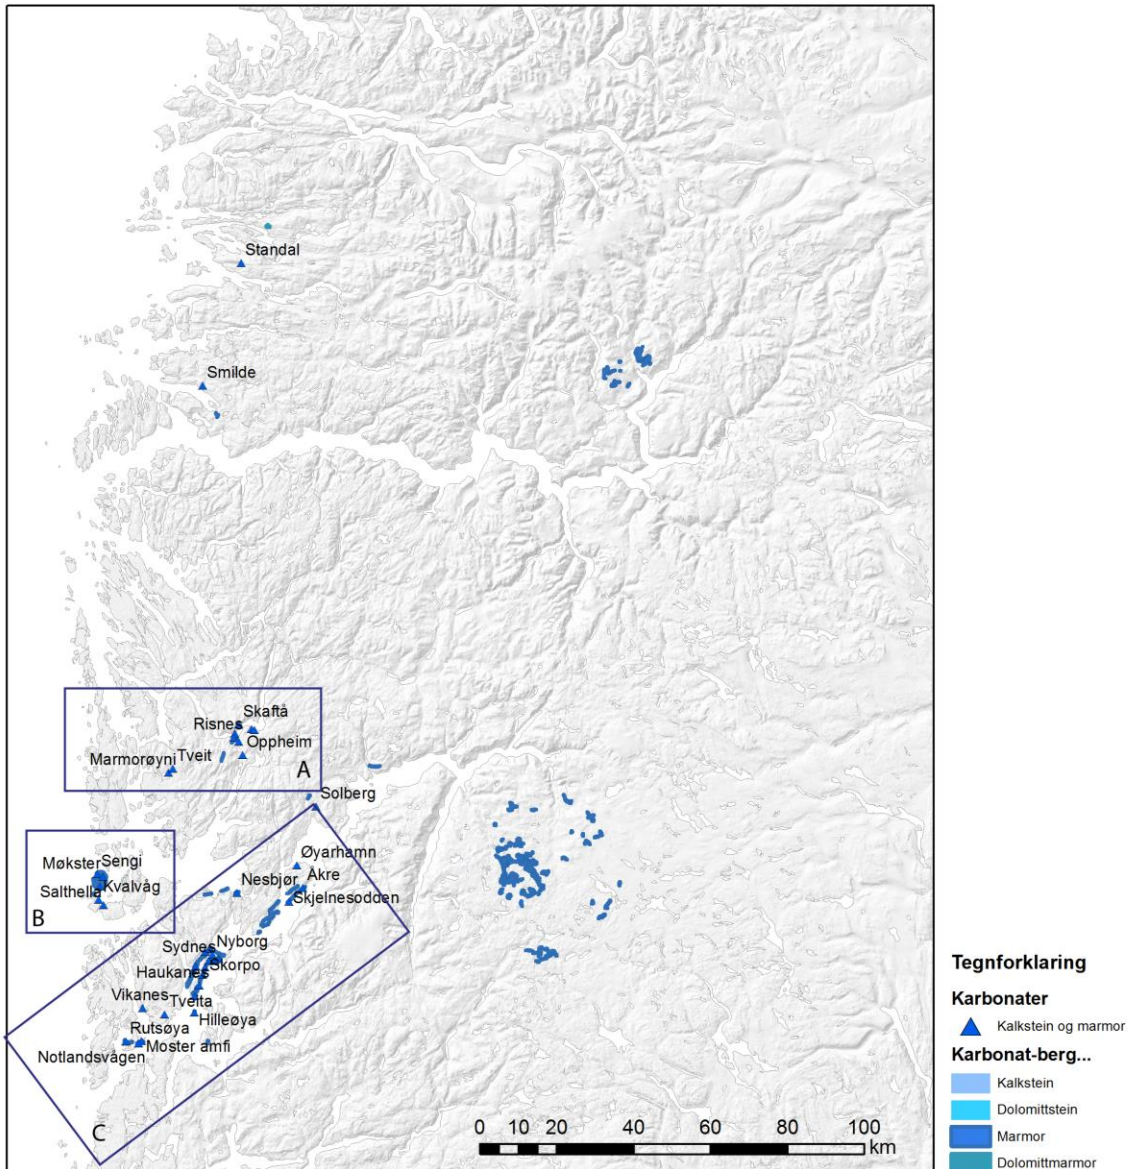 Standal
Smilde
Skaftå
Risnes
Oppheim
Marmorøyni Tveit
A
Solberg
Møkster Sengi
Kvalvåg
Salthella
B
Øyarhamn
Åkre
Nesbjør
Skjelnesodden
Sydnes Nyborg
Skorpo
Haukanes
Vikanes
Tveita
Hilleøya
Rutsøya
Moster amfi
Notlandsvågen
C
0 10 20 40 60 80 100
km
Tegnforklaring
Karbonater
Kalkstein og marmor
Karbonat-berg...
Kalkstein
Dolomittstein
Marmor
Dolomittmarmor